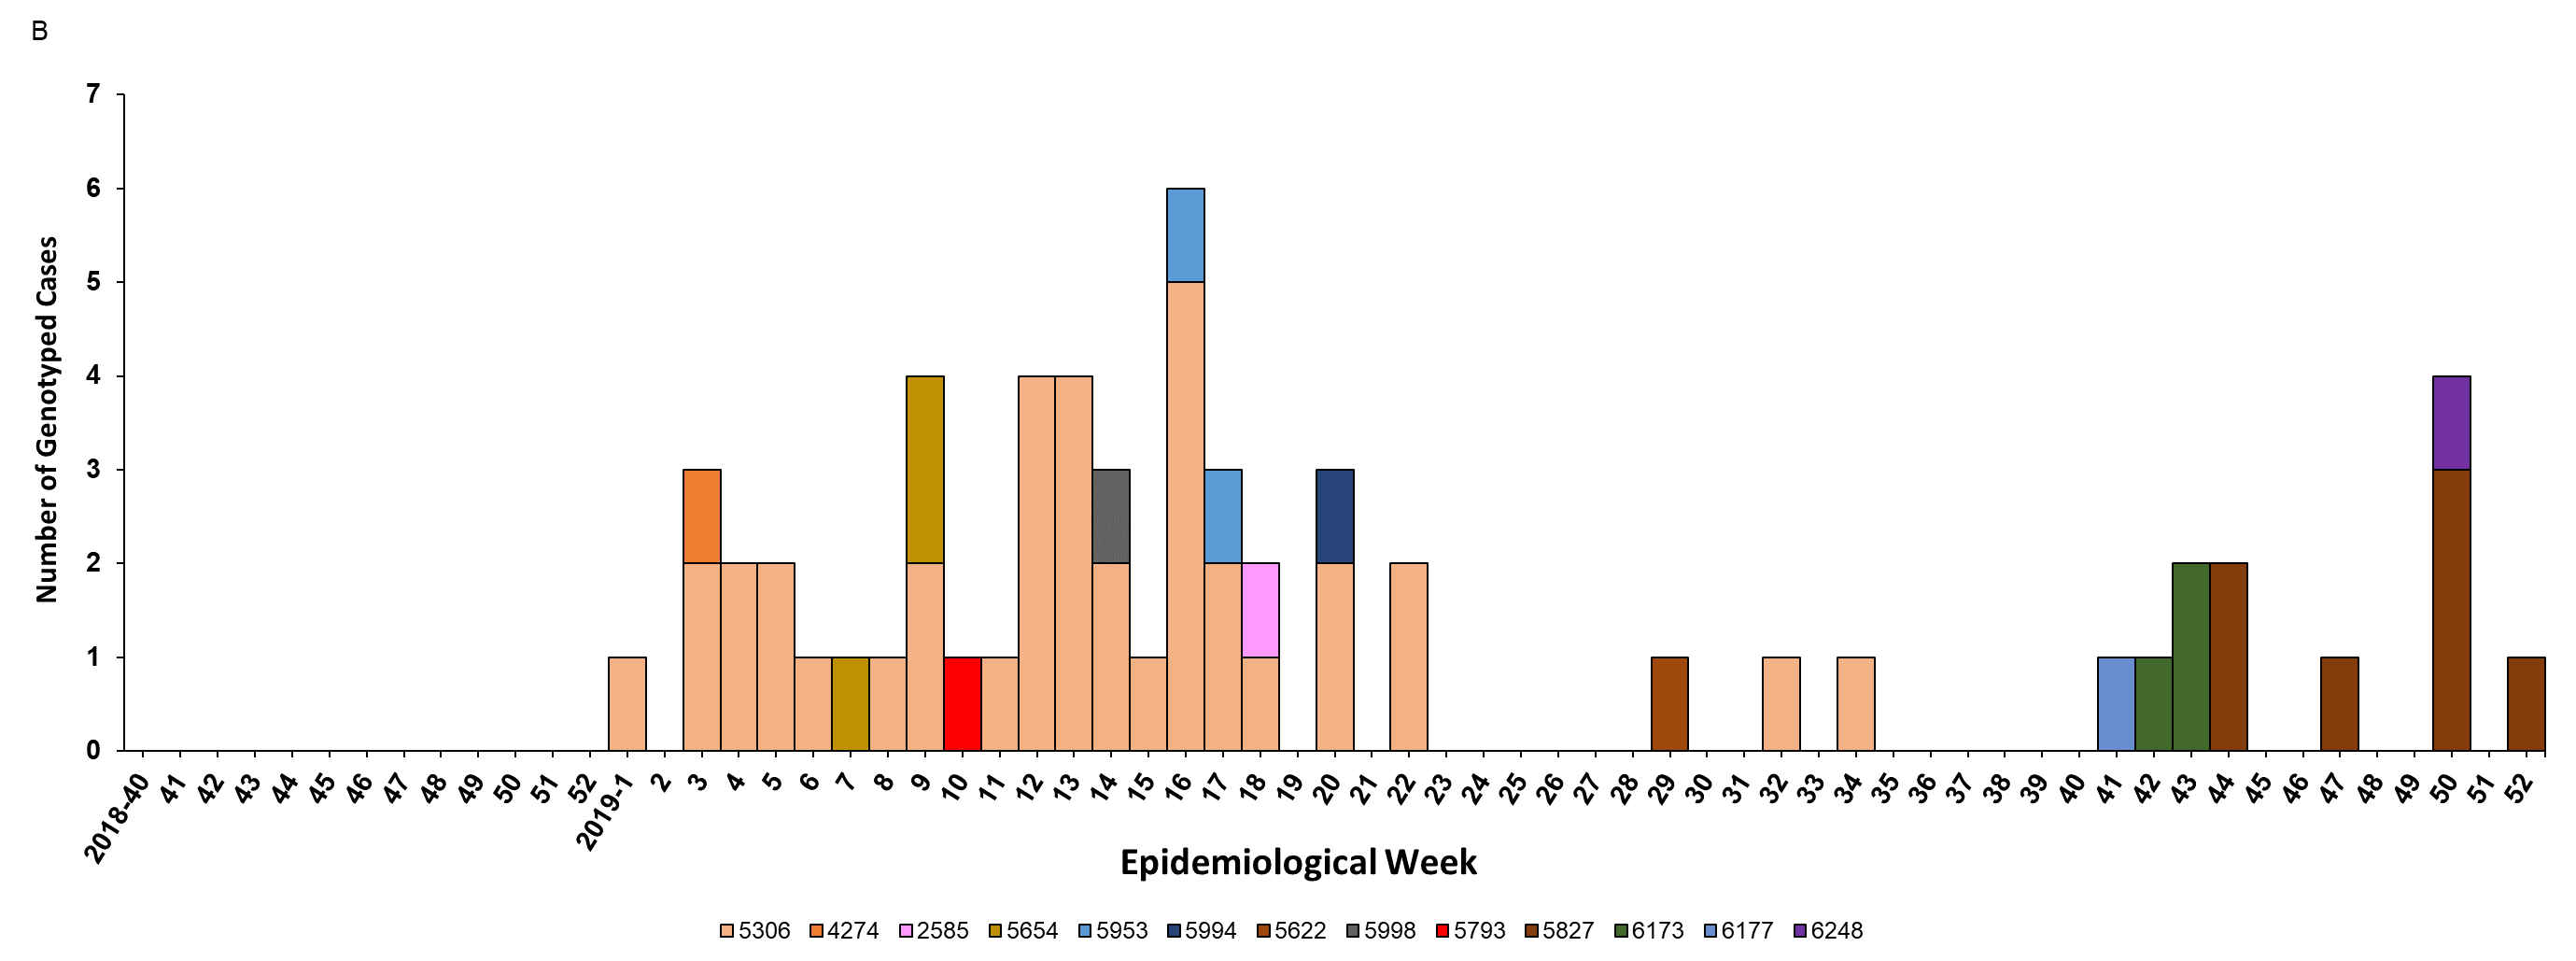 B
7
6
5
4
3
2
1
0
Number of Genotyped Cases
2018-40 41 42 43 44 45 46 47 48 49 50 51 52 2019-1 2 3 4 5 6 7 8 9 10 11 12 13 14 15 16 17 18 19 20 21 22 23 24 25 26 27 28 29 30 31 32 33 34 35 36 37 38 39 40 41 42 43 44 45 46 47 48 49 50 51 52
Epidemiological Week
5306 4274 2585 5654 5953 5994 5622 5998 5793 5827 6173 6177 6248